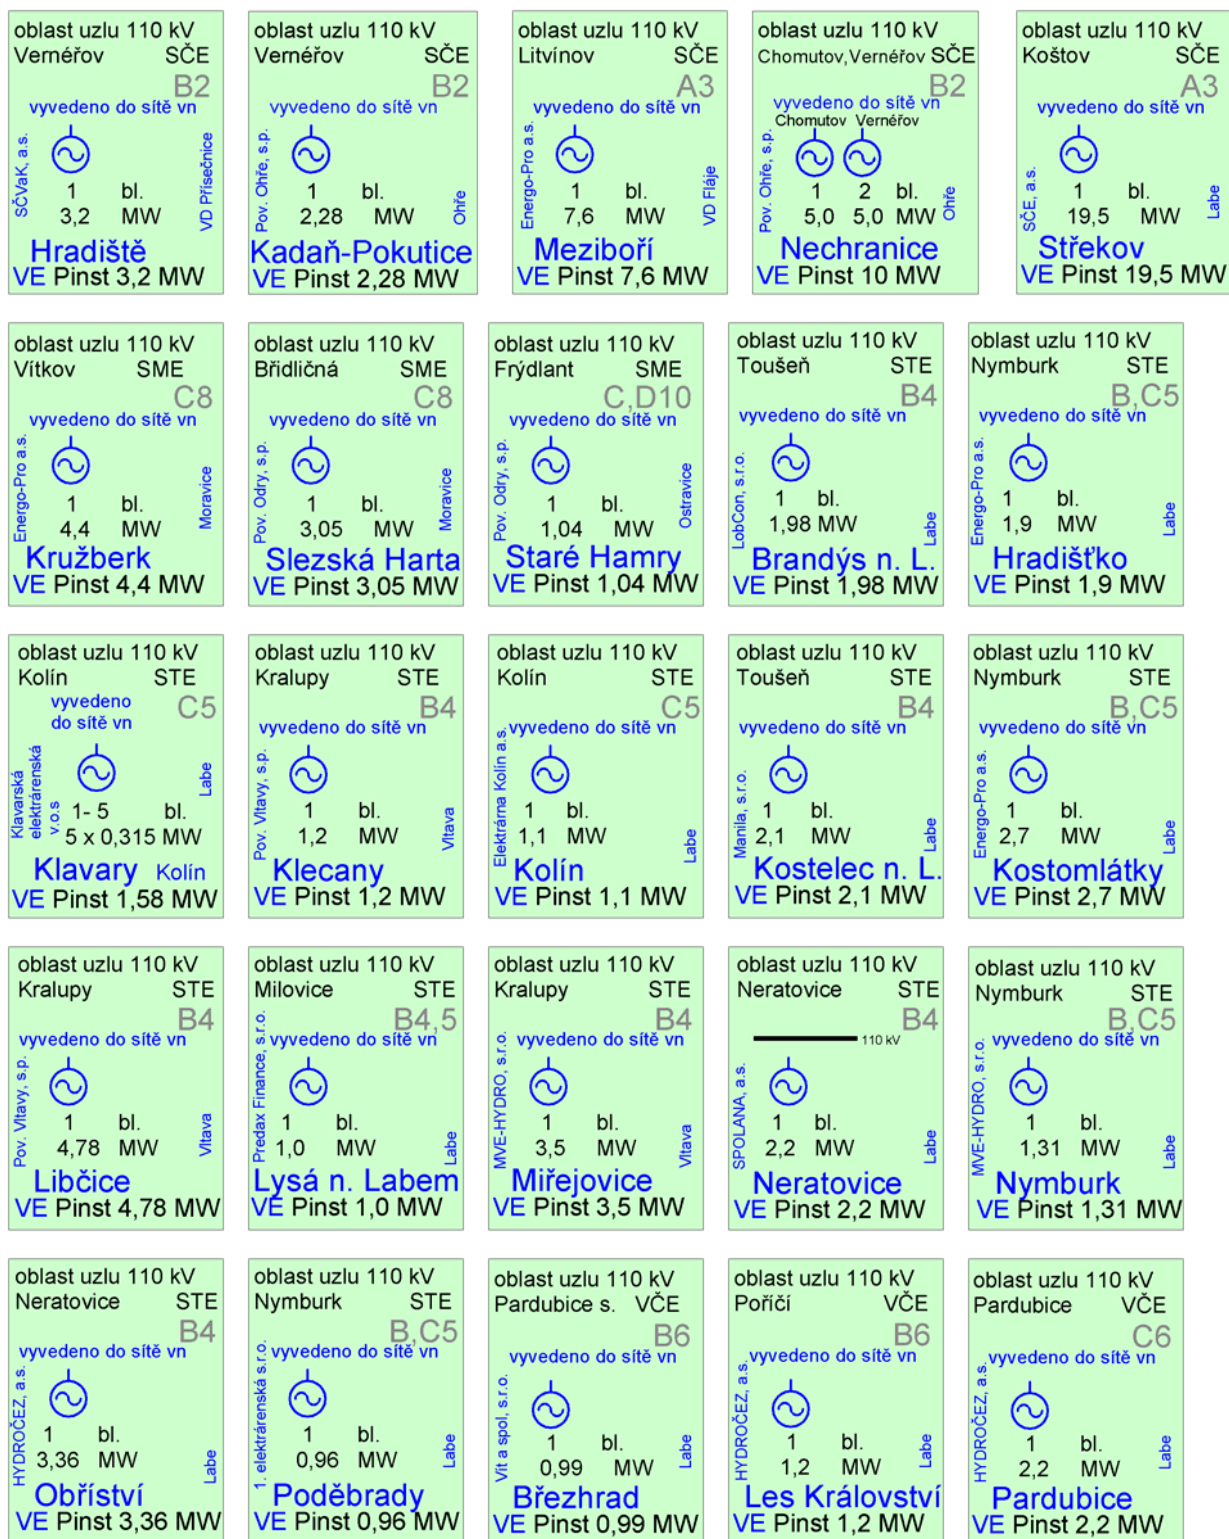 oblast uzlu 110 kV
Verneřov SČE
B2
vyvedeno do sítě vn
SČVaK, a.s.
VD Přísečnice
1 bl.
3,2 MW
Hradiště
VE Pinst 3,2 MW
oblast uzlu 110 kV
Vernéřov SČE
B2
vyvedeno do sítě vn
Pov. Ohře, s.p.
Ohře
1 bl.
2,28 MW
Kadaň-Pokutice
VE Pinst 2,28 MW
oblast uzlu 110 kV
Litvínov SČE
A3
vyvedeno do sítě vn
Energo-Pro a.s.
VD Fláje
1 bl.
7,6 MW
Meziboří
VE Pinst 7,6 MW
oblast uzlu 110 kV
Chomutov,Vernéřov SČE
B2
vyvedeno do sítě vn
Chomutov Vernéřov
Pov. Ohře, s.p.
Ohře
1 2 bl.
5,0 5,0 MW
Nechranice
VE Pinst 10 MW
oblast uzlu 110 kV
Koštov SČE
A3
vyvedeno do sítě vn
SČE, a.s.
Labe
1 bl.
19,5 MW
Střekov
VE Pinst 19,5 MW
oblast uzlu 110 kV
Vítkov SME
C8
vyvedeno do sítě vn
Energo-Pro a.s.
Moravice
1 bl.
4,4 MW
Kružberk
VE Pinst 4,4 MW
oblast uzlu 110 kV
Břidličná SME
C8
vyvedeno do sítě vn
Pov. Odry, s.p.
Moravice
1 bl.
3,05 MW
Slezská Harta
VE Pinst 3,05 MW
oblast uzlu 110 kV
Frýdlant SME
C,D10
vyvedeno do sítě vn
Pov. Odry, s.p.
Ostravice
1 bl.
1,04 MW
Staré Hamry
VE Pinst 1,04 MW
oblast uzlu 110 kV
Toušeň STE
B4
vyvedeno do sítě vn
LobCon, s.r.o.
Labe
1 bl.
1,98 MW
Brandýs n. L.
VE Pinst 1,98 MW
oblast uzlu 110 kV
Nymburk STE
B,C5
vyvedeno do sítě vn
Energo-Pro a.s.
Labe
1 bl.
1,9 MW
Hradišťko
VE Pinst 1,9 MW
oblast uzlu 110 kV
Kolín STE
C5
vyvedeno
do sítě vn
Klavarská
elektrárenská
v.o.s
Labe
1- 5 bl.
5 x 0,315 MW
Klavary Kolín
VE Pinst 1,58 MW
oblast uzlu 110 kV
Kralupy STE
B4
vyvedeno do sítě vn
Pov. Vltavy, s.p.
Vltava
1 bl.
1,2 MW
Klecany
VE Pinst 1,2 MW
oblast uzlu 110 kV
Kolín STE
C5
vyvedeno do sítě vn
Elektrárna Kolín a.s.
Labe
1 bl.
1,1 MW
Kolín
VE Pinst 1,1 MW
oblast uzlu 110 kV
Toušeň STE
B4
vyvedeno do sítě vn
Manila, s.r.o.
Labe
1 bl.
2,1 MW
Kostelec n. L.
VE Pinst 2,1 MW
oblast uzlu 110 kV
Nymburk STE
B,C5
vyvedeno do sítě vn
Energo-Pro a.s.
Labe
1 bl.
2,7 MW
Kostomlátky
VE Pinst 2,7 MW
oblast uzlu 110 kV
Kralupy STE
B4
vyvedeno do sítě vn
Pov. Vltavy, s.p.
Vltava
1 bl.
4,78 MW
Libčice
VE Pinst 4,78 MW
oblast uzlu 110 kV
Milovice STE
B4,5
vyvedeno do sítě vn
Predax Finance, s.r.o.
Labe
1 bl.
1,0 MW
Lysá n. Labem
VE Pinst 1,0 MW
oblast uzlu 110 kV
Kralupy STE
B4
vyvedeno do sítě vn
MVE-HYDRO, s.r.o.
Vltava
1 bl.
3,5 MW
Miřejovice
VE Pinst 3,5 MW
oblast uzlu 110 kV
Neratovice STE
B4
110 kV
SPOLANA, a.s.
Labe
1 bl.
2,2 MW
Neratovice
VE Pinst 2,2 MW
oblast uzlu 110 kV
Nymburk STE
B,C5
vyvedeno do sítě vn
MVE-HYDRO, s.r.o.
Labe
1 bl.
1,31 MW
Nymburk
VE Pinst 1,31 MW
oblast uzlu 110 kV
Neratovice STE
B4
vyvedeno do sítě vn
HYDROČEZ, a.s.
Labe
1 bl.
3,36 MW
Obříství
VE Pinst 3,36 MW
oblast uzlu 110 kV
Nymburk STE
B,C5
vyvedeno do sítě vn
1. elektrárenská s.r.o.
Labe
1 bl.
0,96 MW
Poděbrady
VE Pinst 0,96 MW
oblast uzlu 110 kV
Pardubice s. VČE
B6
vyvedeno do sítě vn
Vít a spol, s.r.o.
Labe
1 bl.
0,99 MW
Březhrad
VE Pinst 0,99 MW
oblast uzlu 110 kV
Poříčí VČE
B6
vyvedeno do sítě vn
HYDROČEZ, a.s.
Labe
1 bl.
1,2 MW
Les Království
VE Pinst 1,2 MW
oblast uzlu 110 kV
Pardubice VČE
C6
vyvedeno do sítě vn
HYDROČEZ, a.s.
Labe
1 bl.
2,2 MW
Pardubice
VE Pinst 2,2 MW